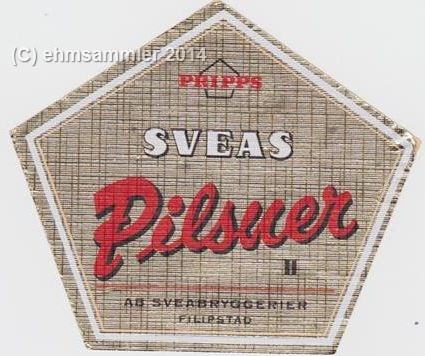 (C) ehmsammler 2014
PRIPPS
SVEAS
Pilsner
II
AB SVEABRYGGERIER
FILIPSTAD